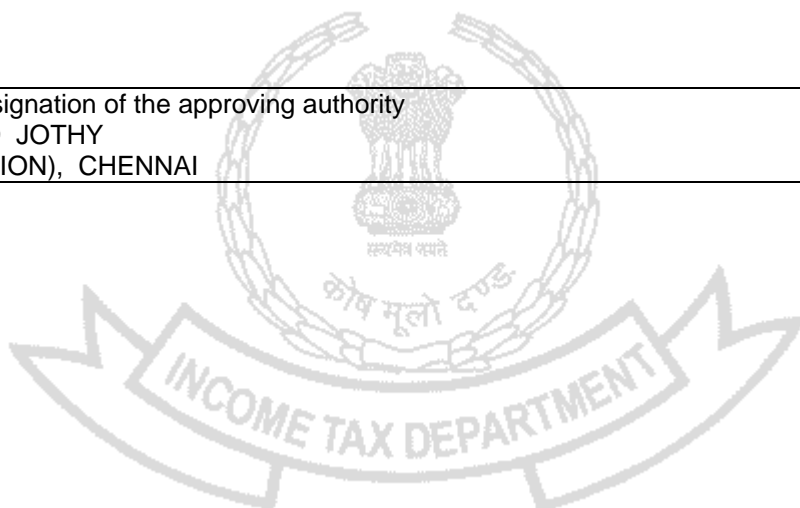 signation of the approving authority
JOTHY
ION), CHENNAI
सत्यमेव जयते
कोष मूलो दण्डः
INCOME TAX DEPARTMENT